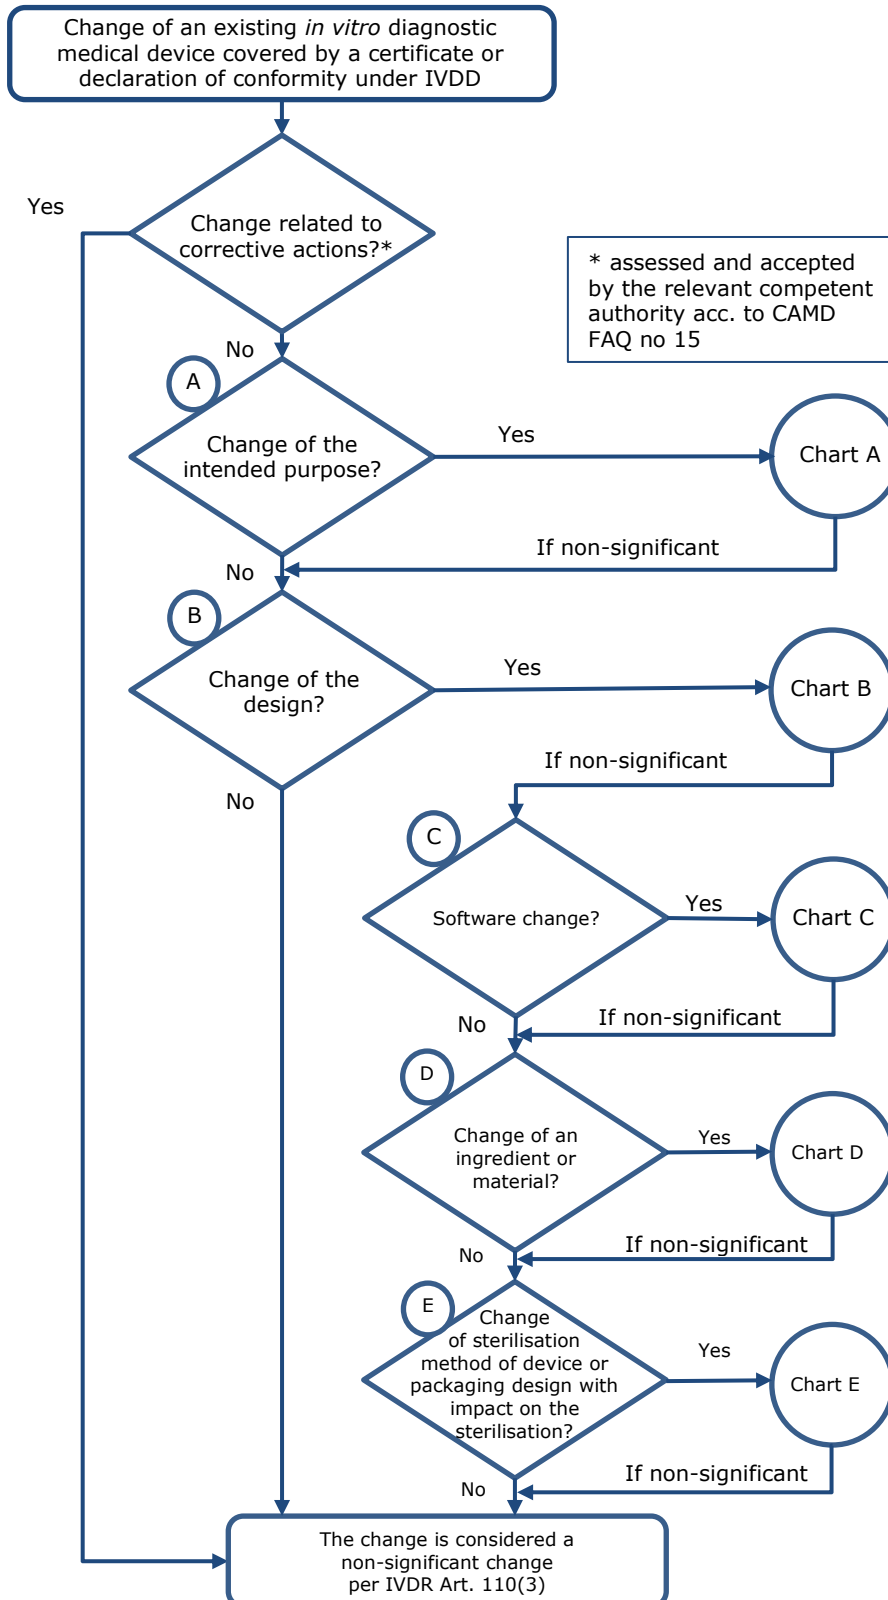 Change of an existing in vitro diagnostic
medical device covered by a certificate or
declaration of conformity under IVDD
Yes
Change related to
corrective actions?*
* assessed and accepted
by the relevant competent
authority acc. to CAMD
FAQ no 15
No
A
Change of the
intended purpose?
Yes
Chart A
If non-significant
No
B
Change of the
design?
Yes
Chart B
If non-significant
No
C
Software change?
Yes
Chart C
If non-significant
No
D
Change of an
ingredient or
material?
Yes
Chart D
If non-significant
No
E
Change
of sterilisation
method of device or
packaging design with
impact on the
sterilisation?
Yes
Chart E
If non-significant
No
The change is considered a
non-significant change
per IVDR Art. 110(3)